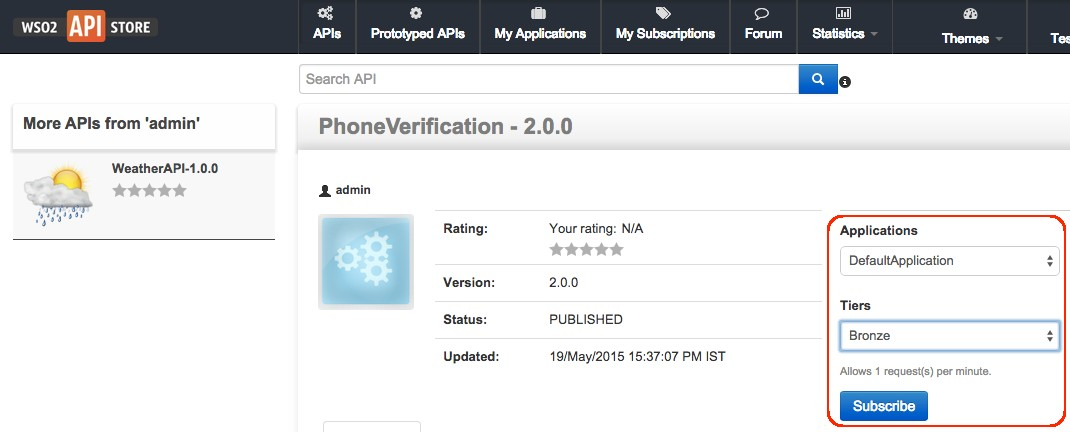 WSO2 API STORE
APIs
Prototyped APIs
My Applications
My Subscriptions
Forum
Statistics
Themes
Search API
More APIs from 'admin'
WeatherAPI-1.0.0
PhoneVerification - 2.0.0
admin
Rating: Your rating: N/A
Version: 2.0.0
Status: PUBLISHED
Updated: 19/May/2015 15:37:07 PM IST
Applications
DefaultApplication
Tiers
Bronze
Allows 1 request(s) per minute.
Subscribe